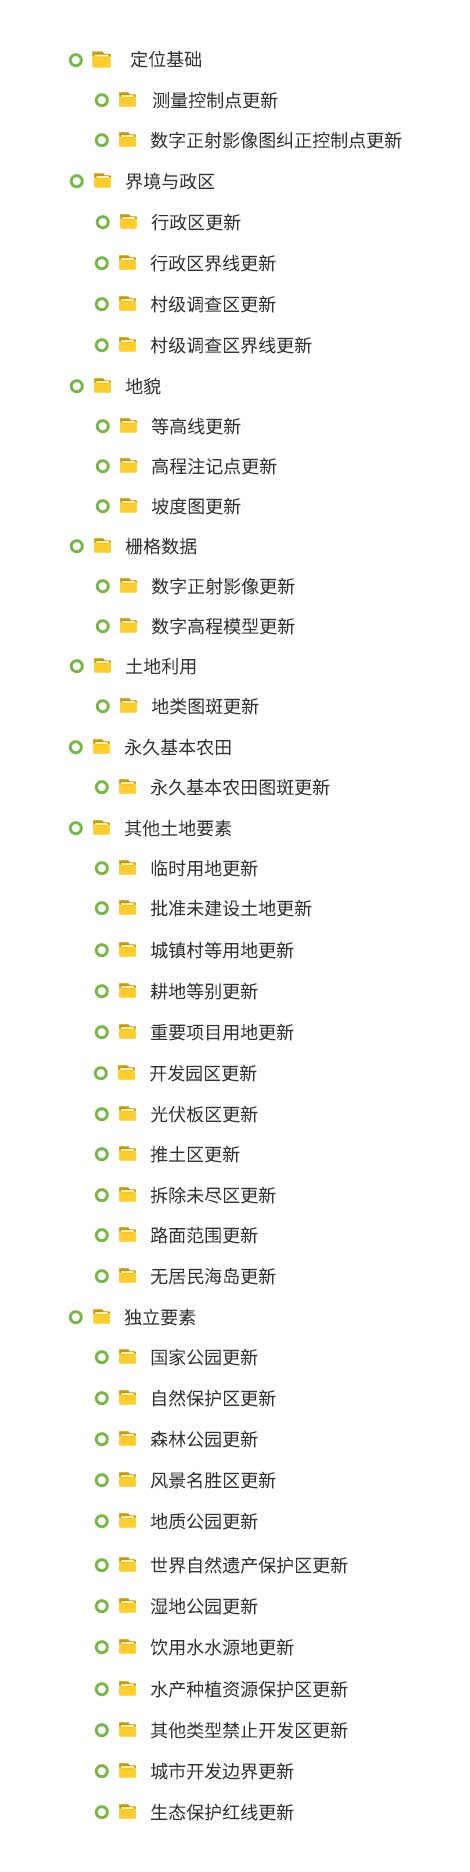 定位基础
测量控制点更新
数字正射影像图纠正控制点更新
界境与政区
行政区更新
行政区界线更新
村级调查区更新
村级调查区界线更新
地貌
等高线更新
高程注记点更新
坡度图更新
栅格数据
数字正射影像更新
数字高程模型更新
土地利用
地类图斑更新
永久基本农田
永久基本农田图斑更新
其他土地要素
临时用地更新
批准未建设土地更新
城镇村等用地更新
耕地等别更新
重要项目用地更新
开发园区更新
光伏板区更新
推土区更新
拆除未尽区更新
路面范围更新
无居民海岛更新
独立要素
国家公园更新
自然保护区更新
森林公园更新
风景名胜区更新
地质公园更新
世界自然遗产保护区更新
湿地公园更新
饮用水水源地更新
水产种植资源保护区更新
其他类型禁止开发区更新
城市开发边界更新
生态保护红线更新